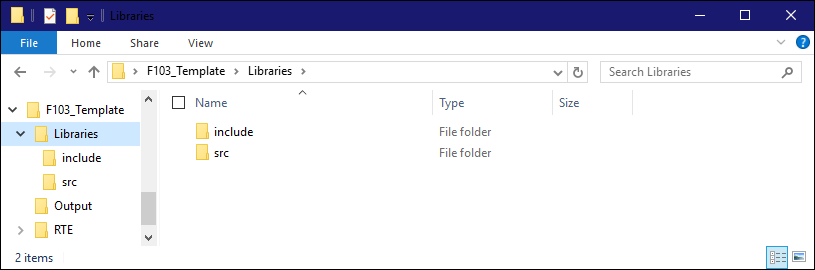 Libraries
File Home Share View
F103_Template Libraries Search Libraries
F103_Template Name Type Size
Libraries include File folder
include src File folder
src
Output
RTE
2 items